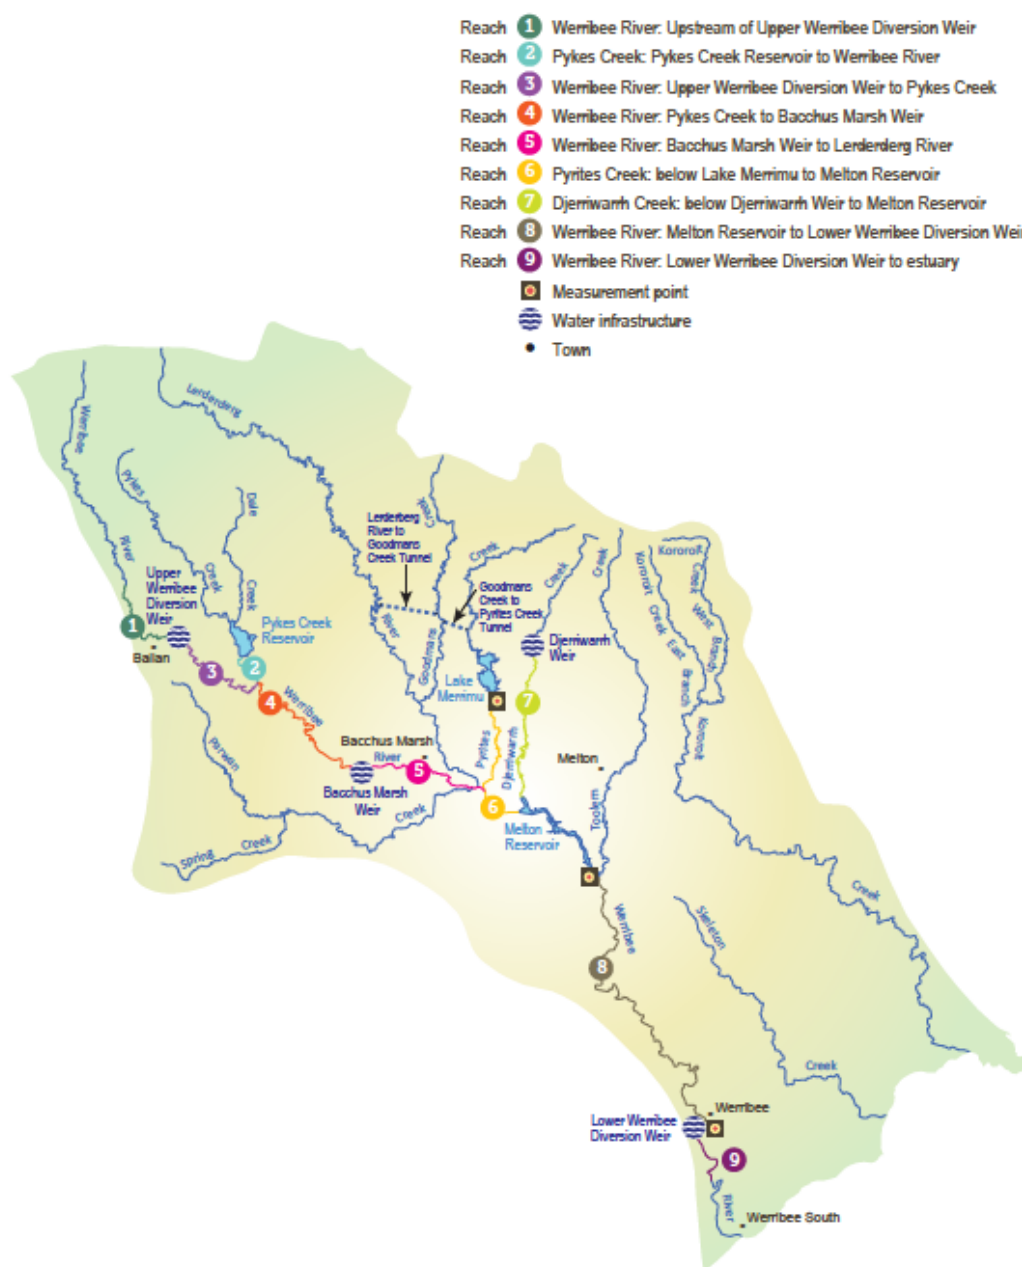 Reach 1 Werribee River: Upstream of Upper Werribee Diversion Weir
Reach 2 Pykes Creek: Pykes Creek Reservoir to Werribee River
Reach 3 Werribee River: Upper Werribee Diversion Weir to Pykes Creek
Reach 4 Werribee River: Pykes Creek to Bacchus Marsh Weir
Reach 5 Werribee River: Bacchus Marsh Weir to Lerderderg River
Reach 6 Pyrites Creek: below Lake Merrimu to Melton Reservoir
Reach 7 Djerriwarrh Creek: below Djerriwarrh Weir to Melton Reservoir
Reach 8 Werribee River: Melton Reservoir to Lower Werribee Diversion Weir
Reach 9 Werribee River: Lower Werribee Diversion Weir to estuary
Measurement point
Water infrastructure
Town
Lerderderg
Werribee
Pykes
Dale
Creek
Lerderberg
River to
Goodmans
Creek Tunnel
Creek
Creek
Creek
Kororoit
Kororoit
Creek
West
Branch
Creek
East
Branch
River
Upper
Werribee
Diversion
Weir
Creek
Creek
Goodmans
Creek to
Pyrites Creek
Tunnel
River
Goodmans
Pykes Creek
Reservoir
Djerriwarrh
Weir
1
Ballan
2
3
Lake
Merrimu
7
4
Werribee
Kororoit
Parwan
Bacchus Marsh
River
5
Pyrites
Djerriwarrh
Melton
Bacchus Marsh
Weir
Creek
6
Toolern
Melton
Reservoir
Spring
Creek
Creek
Skeleton
Werribee
8
Creek
Werribee
Lower Werribee
Diversion Weir
9
River
Werribee South